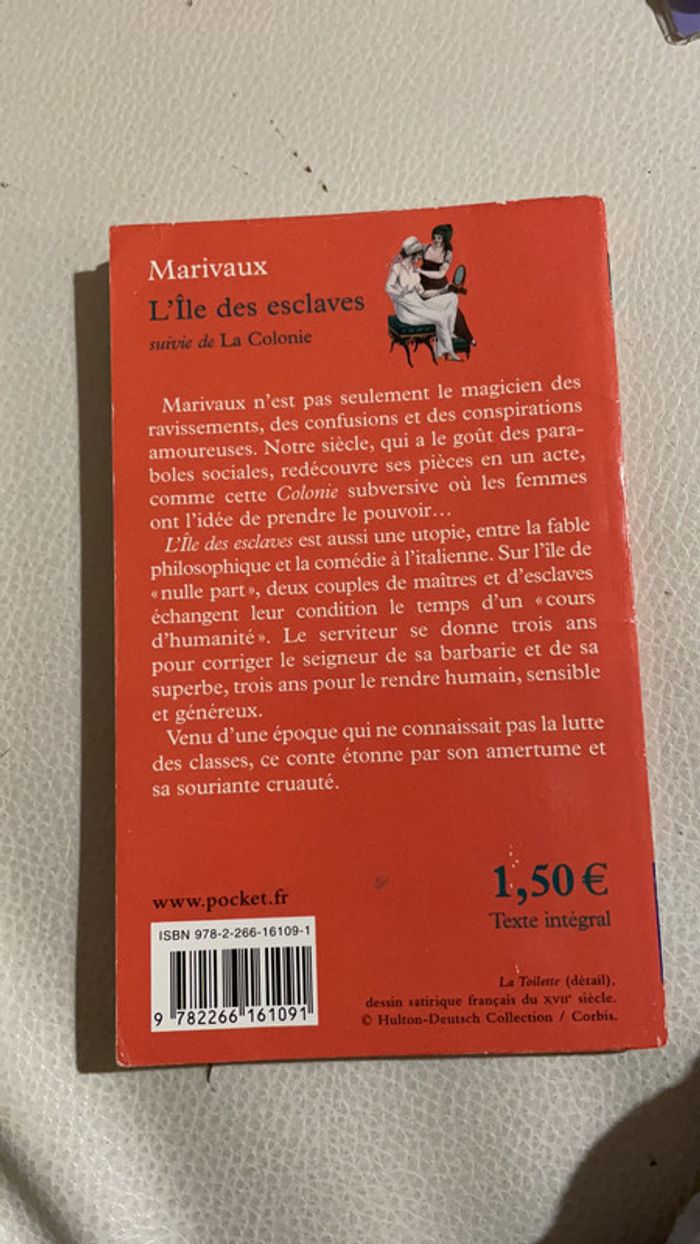 Marivaux
L'Île des esclaves
suivie de La Colonie
Marivaux n'est pas seulement le magicien des
ravissements, des confusions et des conspirations
amoureuses. Notre siècle, qui a le goût des para-
boles sociales, redécouvre ses pièces en un acte,
comme cette Colonie subversive où les femmes
ont l'idée de prendre le pouvoir…
L'Île des esclaves est aussi une utopie, entre la fable
philosophique et la comédie à l'italienne. Sur l'île de
« nulle part », deux couples de maîtres et d'esclaves
échangent leur condition le temps d'un « cours
d'humanité ». Le serviteur se donne trois ans
pour corriger le seigneur de sa barbarie et de sa
superbe, trois ans pour le rendre humain, sensible
et généreux.
Venu d'une époque qui ne connaissait pas la lutte
des classes, ce conte étonne par son amertume et
sa souriante cruauté.
www.pocket.fr
1,50 €
Texte intégral
ISBN 978-2-266-16109-1
9 782266 161091
La Toilette (détail),
dessin satirique français du XVIIe siècle.
© Hulton-Deutsch Collection / Corbis.